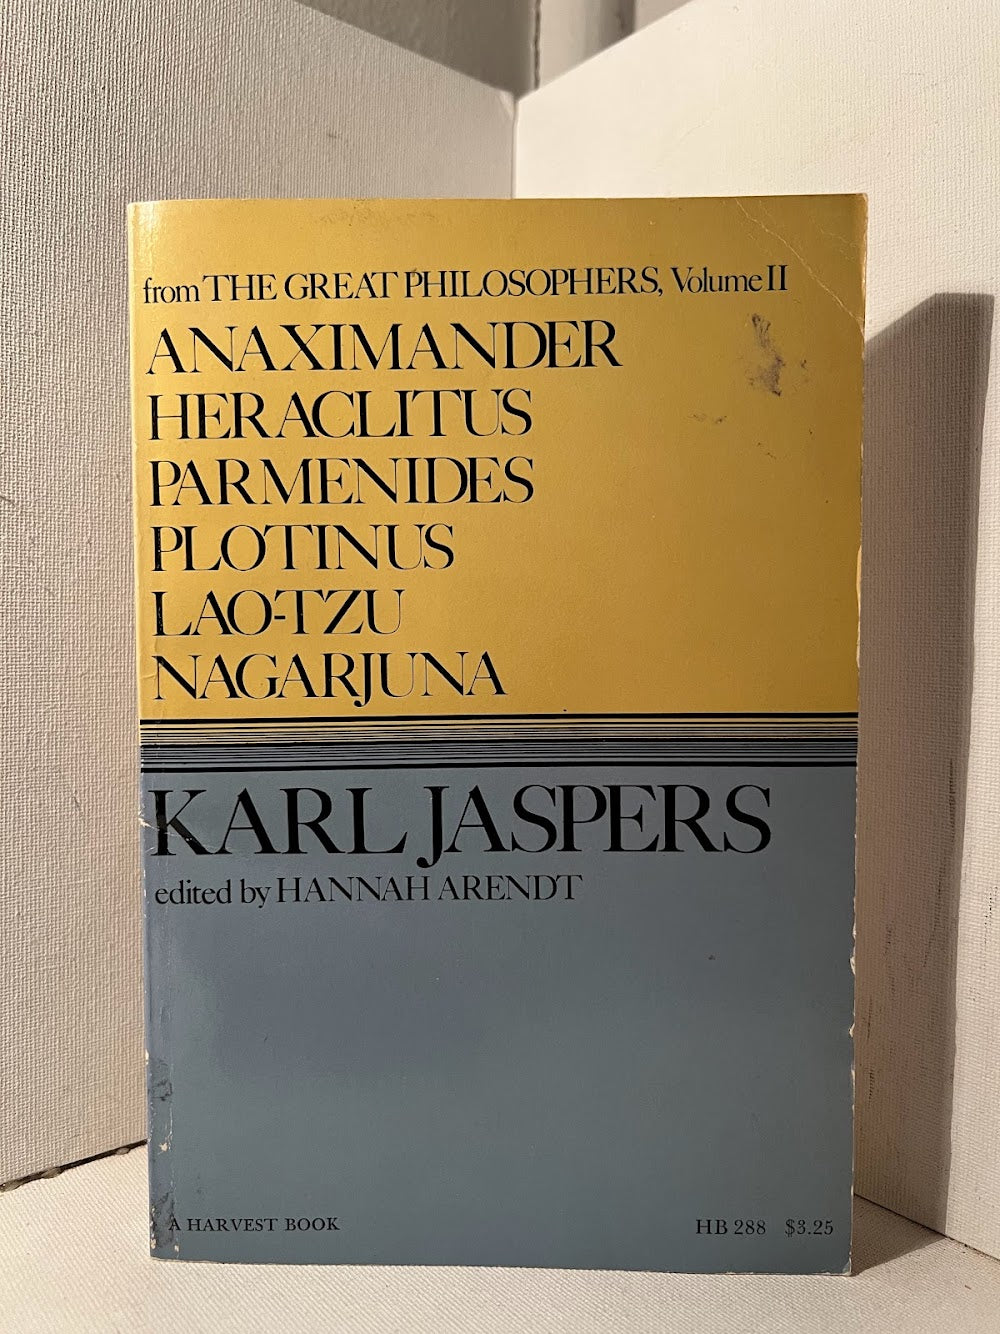 from THE GREAT PHILOSOPHERS, Volume II
ANAXIMANDER
HERACLITUS
PARMENIDES
PLOTINUS
LAO-TZU
NAGARJUNA
KARL JASPERS
edited by HANNAH ARENDT
A HARVEST BOOK HB 288 $3.25